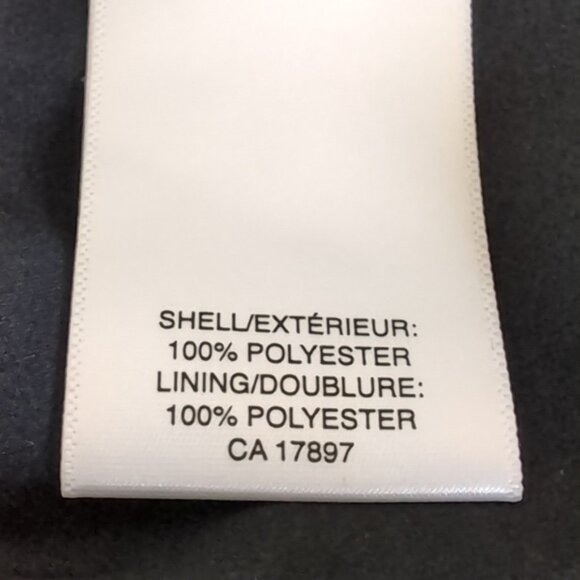 SHELL/EXTÉRIEUR:
100% POLYESTER
LINING/DOUBLURE:
100% POLYESTER
CA 17897